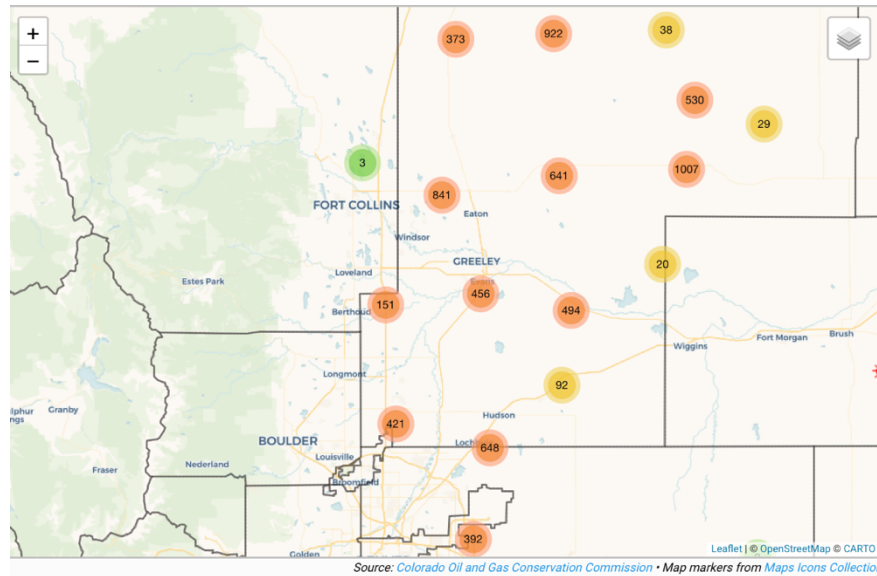 +
−
373
922
38
530
29
3
641
1007
841
FORT COLLINS
Eaton
Windsor
GREELEY
20
Loveland
Estes Park
Evans
456
151
494
Berthoud
Wiggins
Fort Morgan
Brush
Longmont
92
Granby
421
Hudson
BOULDER
648
Louisville
Nederland
Fraser
Broomfield
392
Golden
Leaflet | © OpenStreetMap © CARTO
Source: Colorado Oil and Gas Conservation Commission • Map markers from Maps Icons Collection